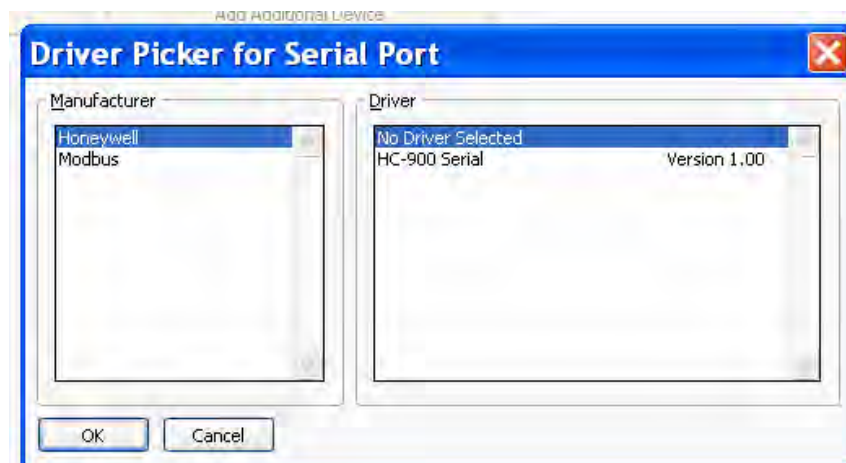 Add Additional Device
Driver Picker for Serial Port
Manufacturer
Driver
Honeywell
Modbus
No Driver Selected
HC-900 Serial Version 1.00
OK Cancel